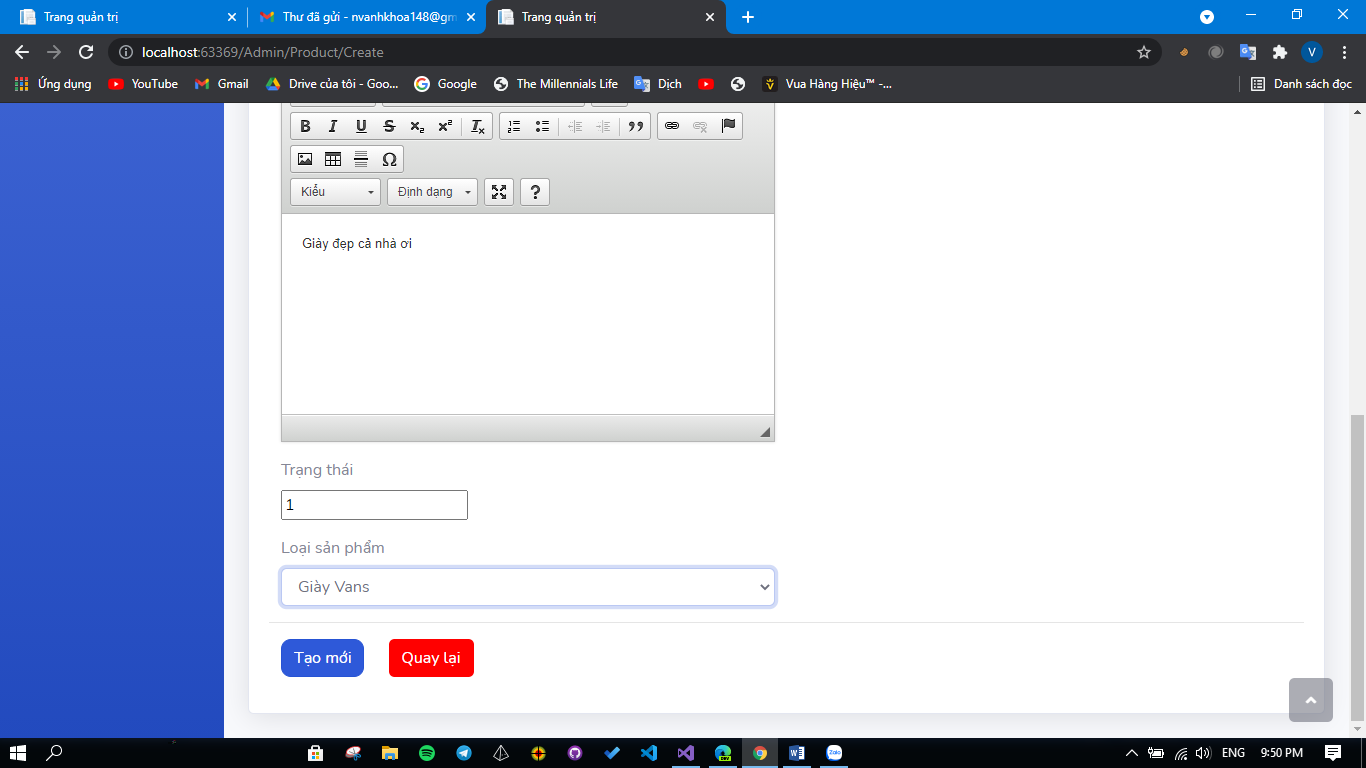 Trang quản trị
Thư đã gửi - nvanhkhoa148@gm
Trang quản trị
localhost:63369/Admin/Product/Create
V
Ứng dụng YouTube Gmail Drive của tôi - Goo... Google The Millennials Life Dịch Vua Hàng Hiệu™ -... Danh sách đọc
B I U S x₂ x² Tx
Ω
Kiểu Định dạng ?
Giày đẹp cả nhà ơi
Trạng thái
1
Loại sản phẩm
Giày Vans
Tạo mới Quay lại
ENG 9:50 PM